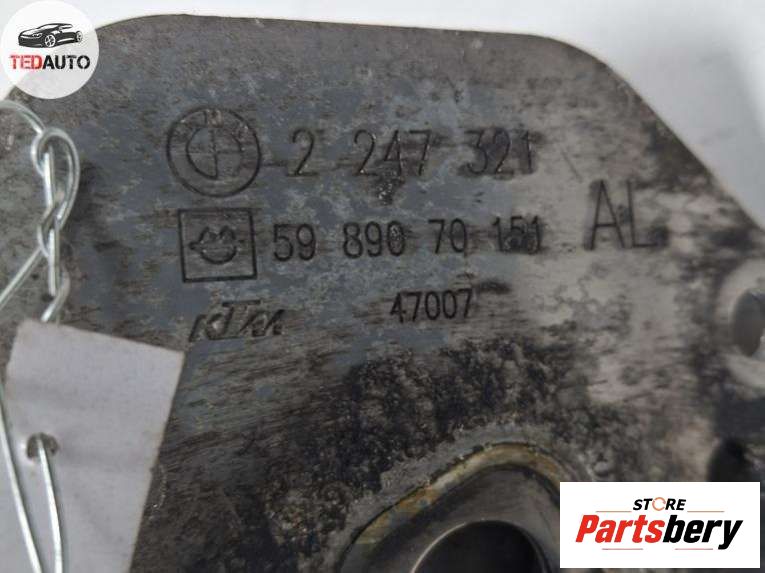 TEDAUTO
2 247 321
59 890 70 151 AL
KTM 47007
STORE
Partsbery